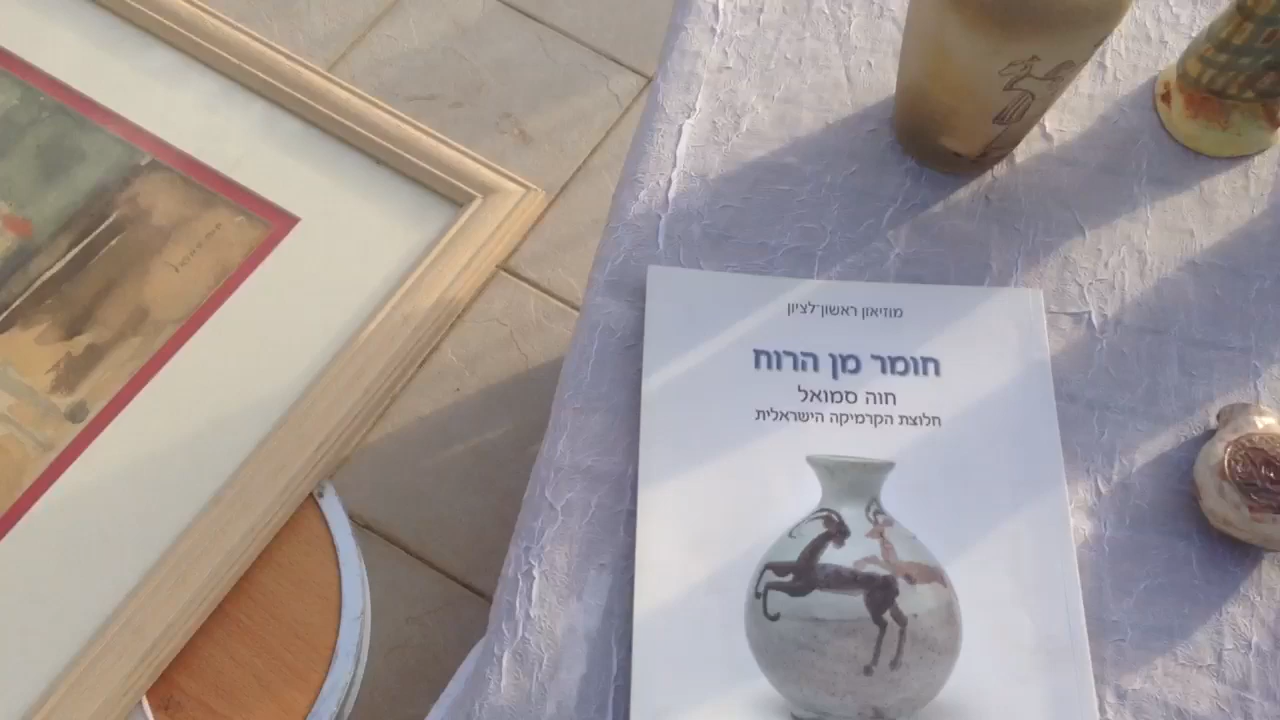 מוזיאון ראשון־לציון
חומר מן הרוח
חוה סמואל
חלוצת הקרמיקה הישראלית